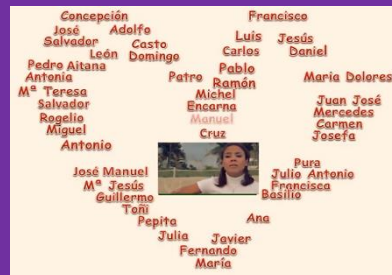 Concepción
Francisco
José
Adolfo
Salvador
Casto
Luis
Jesús
León
Domingo
Carlos
Daniel
Pedro
Aitana
Pablo
Antonia
Patro
Ramón
Maria Dolores
Mª Teresa
Michel
Salvador
Encarna
Juan José
Rogelio
Manuel
Mercedes
Miguel
Cruz
Carmen
Josefa
Antonio
Pura
José Manuel
Julio Antonio
Mª Jesús
Francisca
Guillermo
Basilio
Toñi
Pepita
Ana
Julia
Javier
Fernando
María